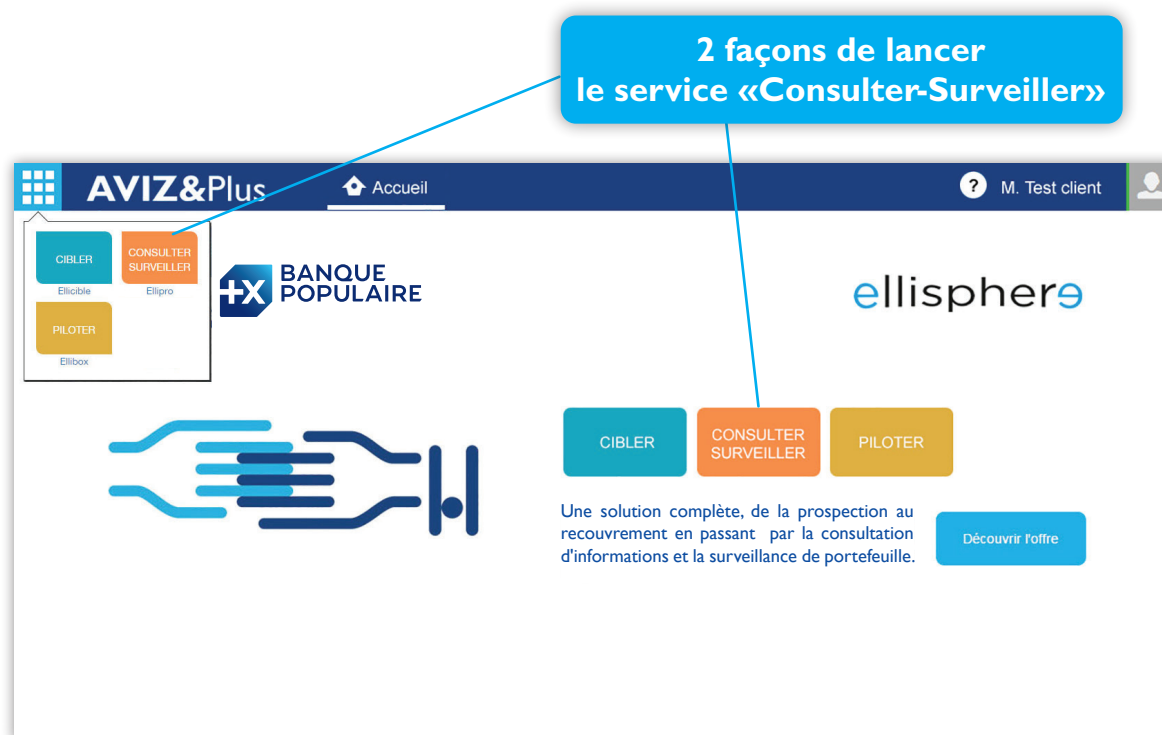 2 façons de lancer
le service «Consulter-Surveiller»
AVIZ&Plus
Accueil
?
M. Test client
CIBLER
Ellicible
CONSULTER
SURVEILLER
Ellipro
PILOTER
Ellibox
BANQUE
POPULAIRE
ellisphere
CIBLER
CONSULTER
SURVEILLER
PILOTER
Une solution complète, de la prospection au
recouvrement en passant par la consultation
d'informations et la surveillance de portefeuille.
Découvrir l'offre